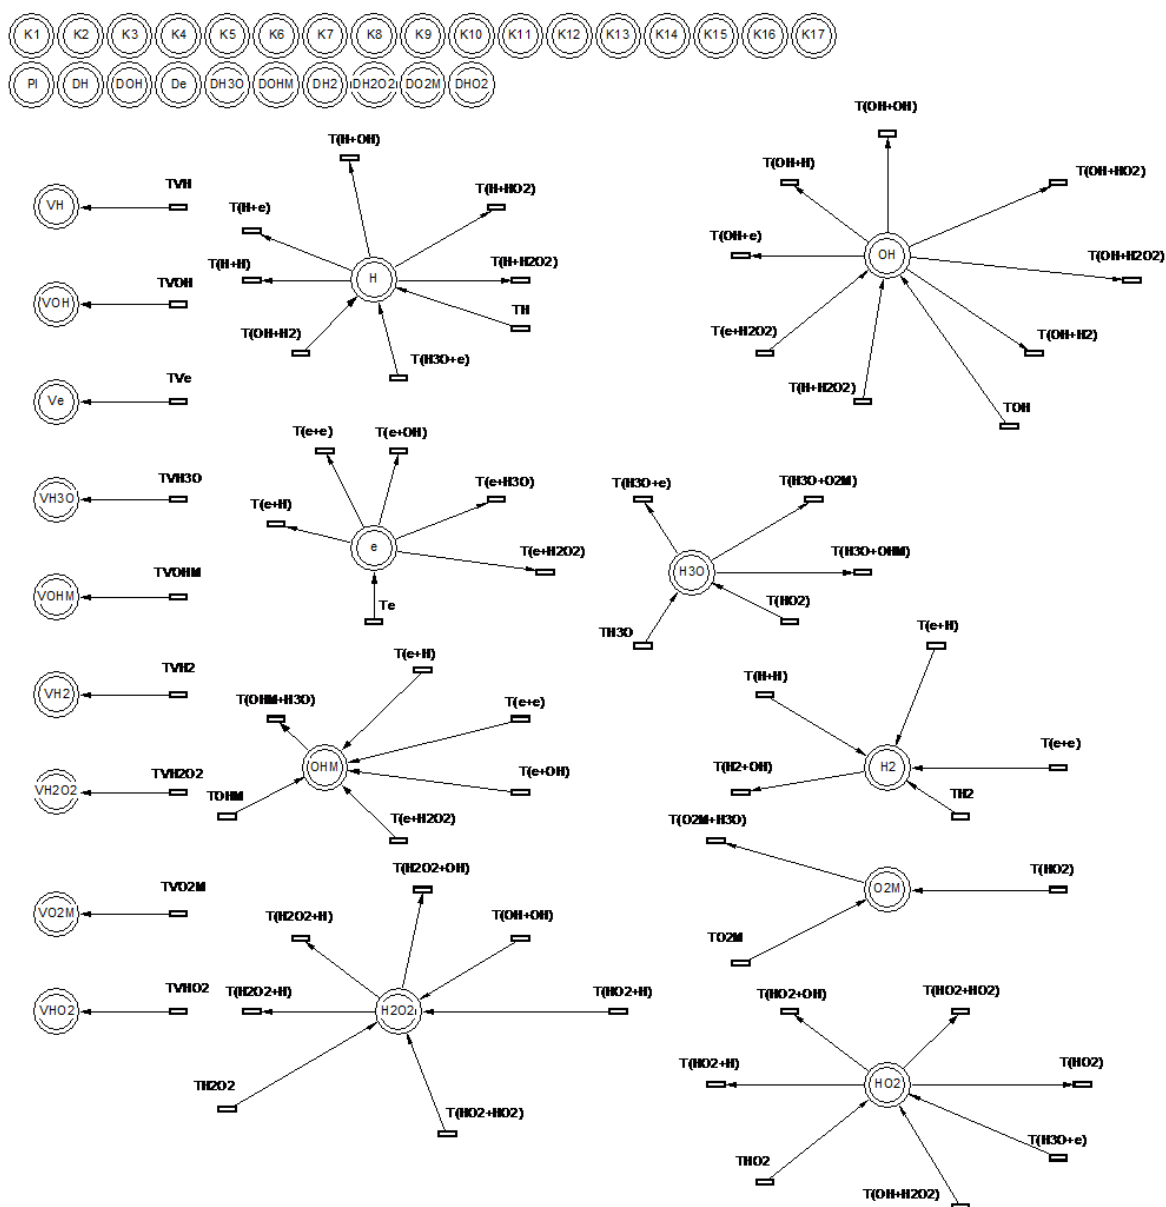 K1 K2 K3 K4 K5 K6 K7 K8 K9 K10 K11 K12 K13 K14 K15 K16 K17
Pl DH DOH De DH3O DOHM DH2 DH2O2 DO2M DHO2
VH
TVH
VOH
TVOH
Ve
TVe
VH3O
TVH3O
VOHM
TVOHM
VH2
TVH2
VH2O2
TVH2O2
VO2M
TVO2M
VHO2
TVHO2
T(H+OH)
T(H+HO2)
T(H+e)
T(H+H)
H
T(H+H2O2)
TH
T(OH+H2)
T(H3O+e)
T(OH+OH)
T(OH+H)
T(OH+HO2)
T(OH+e)
OH
T(OH+H2O2)
T(e+H2O2)
T(OH+H2)
T(H+H2O2)
TOH
T(e+e)
T(e+OH)
T(e+H)
T(e+H3O)
e
T(e+H2O2)
Te
T(H3O+e)
T(H3O+O2M)
H3O
T(H3O+OHM)
T(HO2)
TH3O
T(e+H)
T(OHM+H3O)
T(e+e)
OHM
T(e+OH)
TOHM
T(e+H2O2)
T(e+H)
T(H+H)
T(e+e)
H2
T(H2+OH)
TH2
T(O2M+H3O)
O2M
T(HO2)
TO2M
T(H2O2+OH)
T(H2O2+H)
T(OH+OH)
T(H2O2+H)
H2O2
T(HO2+H)
TH2O2
T(HO2+HO2)
T(HO2+OH)
T(HO2+HO2)
T(HO2+H)
HO2
T(HO2)
T(H3O+e)
THO2
T(OH+H2O2)